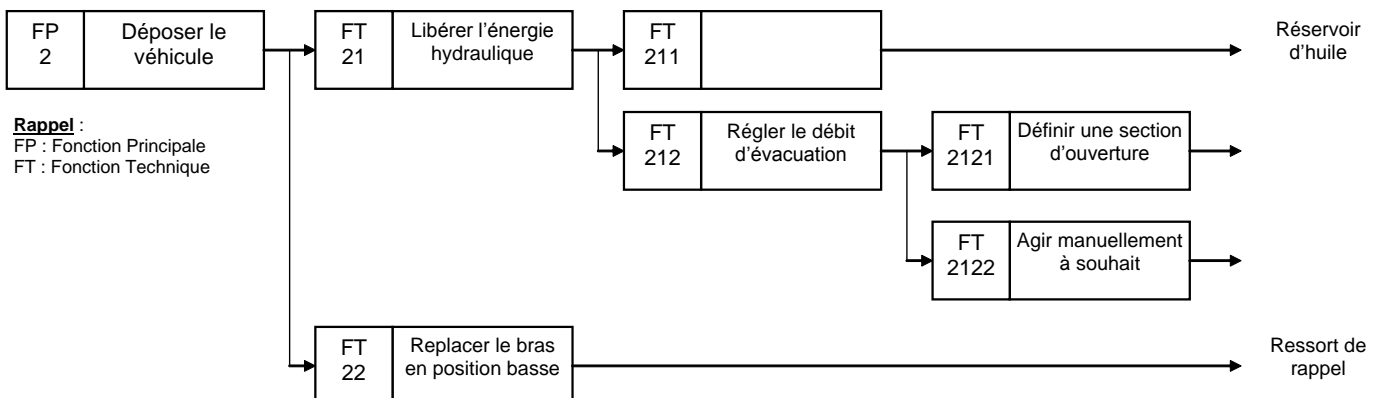 FP
2
Déposer le
véhicule
FT
21
Libérer l’énergie
hydraulique
FT
211
Réservoir
d’huile
Rappel :
FP : Fonction Principale
FT : Fonction Technique
FT
212
Régler le débit
d’évacuation
FT
2121
Définir une section
d’ouverture
FT
2122
Agir manuellement
à souhait
FT
22
Replacer le bras
en position basse
Ressort de
rappel